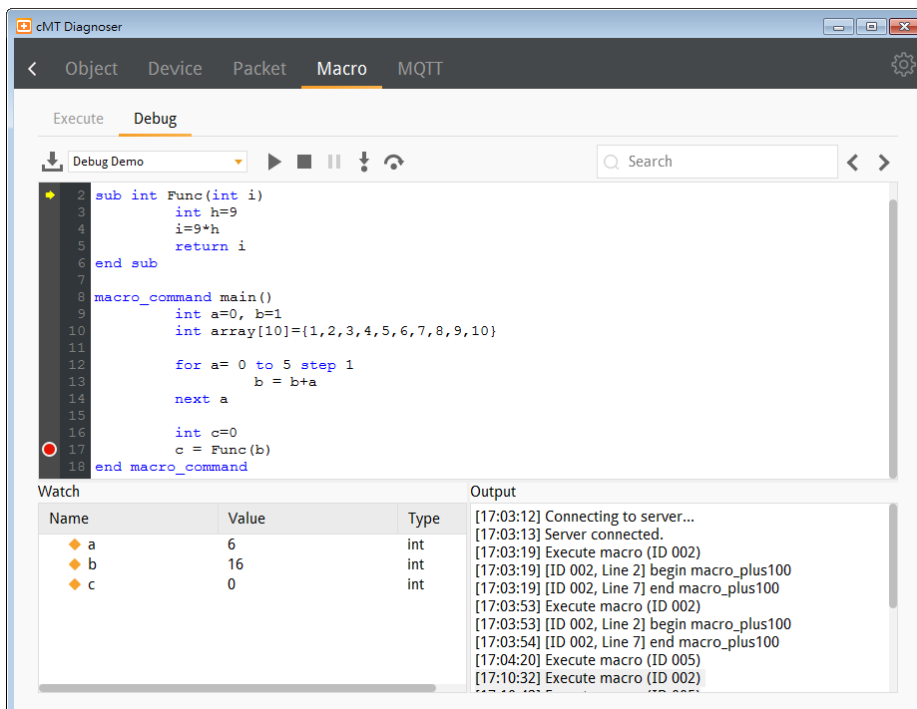 cMT Diagnoser
Object Device Packet Macro MQTT
Execute Debug
Debug Demo Search
2 sub int Func(int i)
3 int h=9
4 i=9*h
5 return i
6 end sub
7
8 macro_command main()
9 int a=0, b=1
10 int array[10]={1,2,3,4,5,6,7,8,9,10}
11
12 for a= 0 to 5 step 1
13 b = b+a
14 next a
15
16 int c=0
17 c = Func(b)
18 end macro_command
Watch
Name Value Type
a 6 int
b 16 int
c 0 int
Output
[17:03:12] Connecting to server...
[17:03:13] Server connected.
[17:03:19] Execute macro (ID 002)
[17:03:19] [ID 002, Line 2] begin macro_plus100
[17:03:19] [ID 002, Line 7] end macro_plus100
[17:03:53] Execute macro (ID 002)
[17:03:53] [ID 002, Line 2] begin macro_plus100
[17:03:54] [ID 002, Line 7] end macro_plus100
[17:04:20] Execute macro (ID 005)
[17:10:32] Execute macro (ID 002)